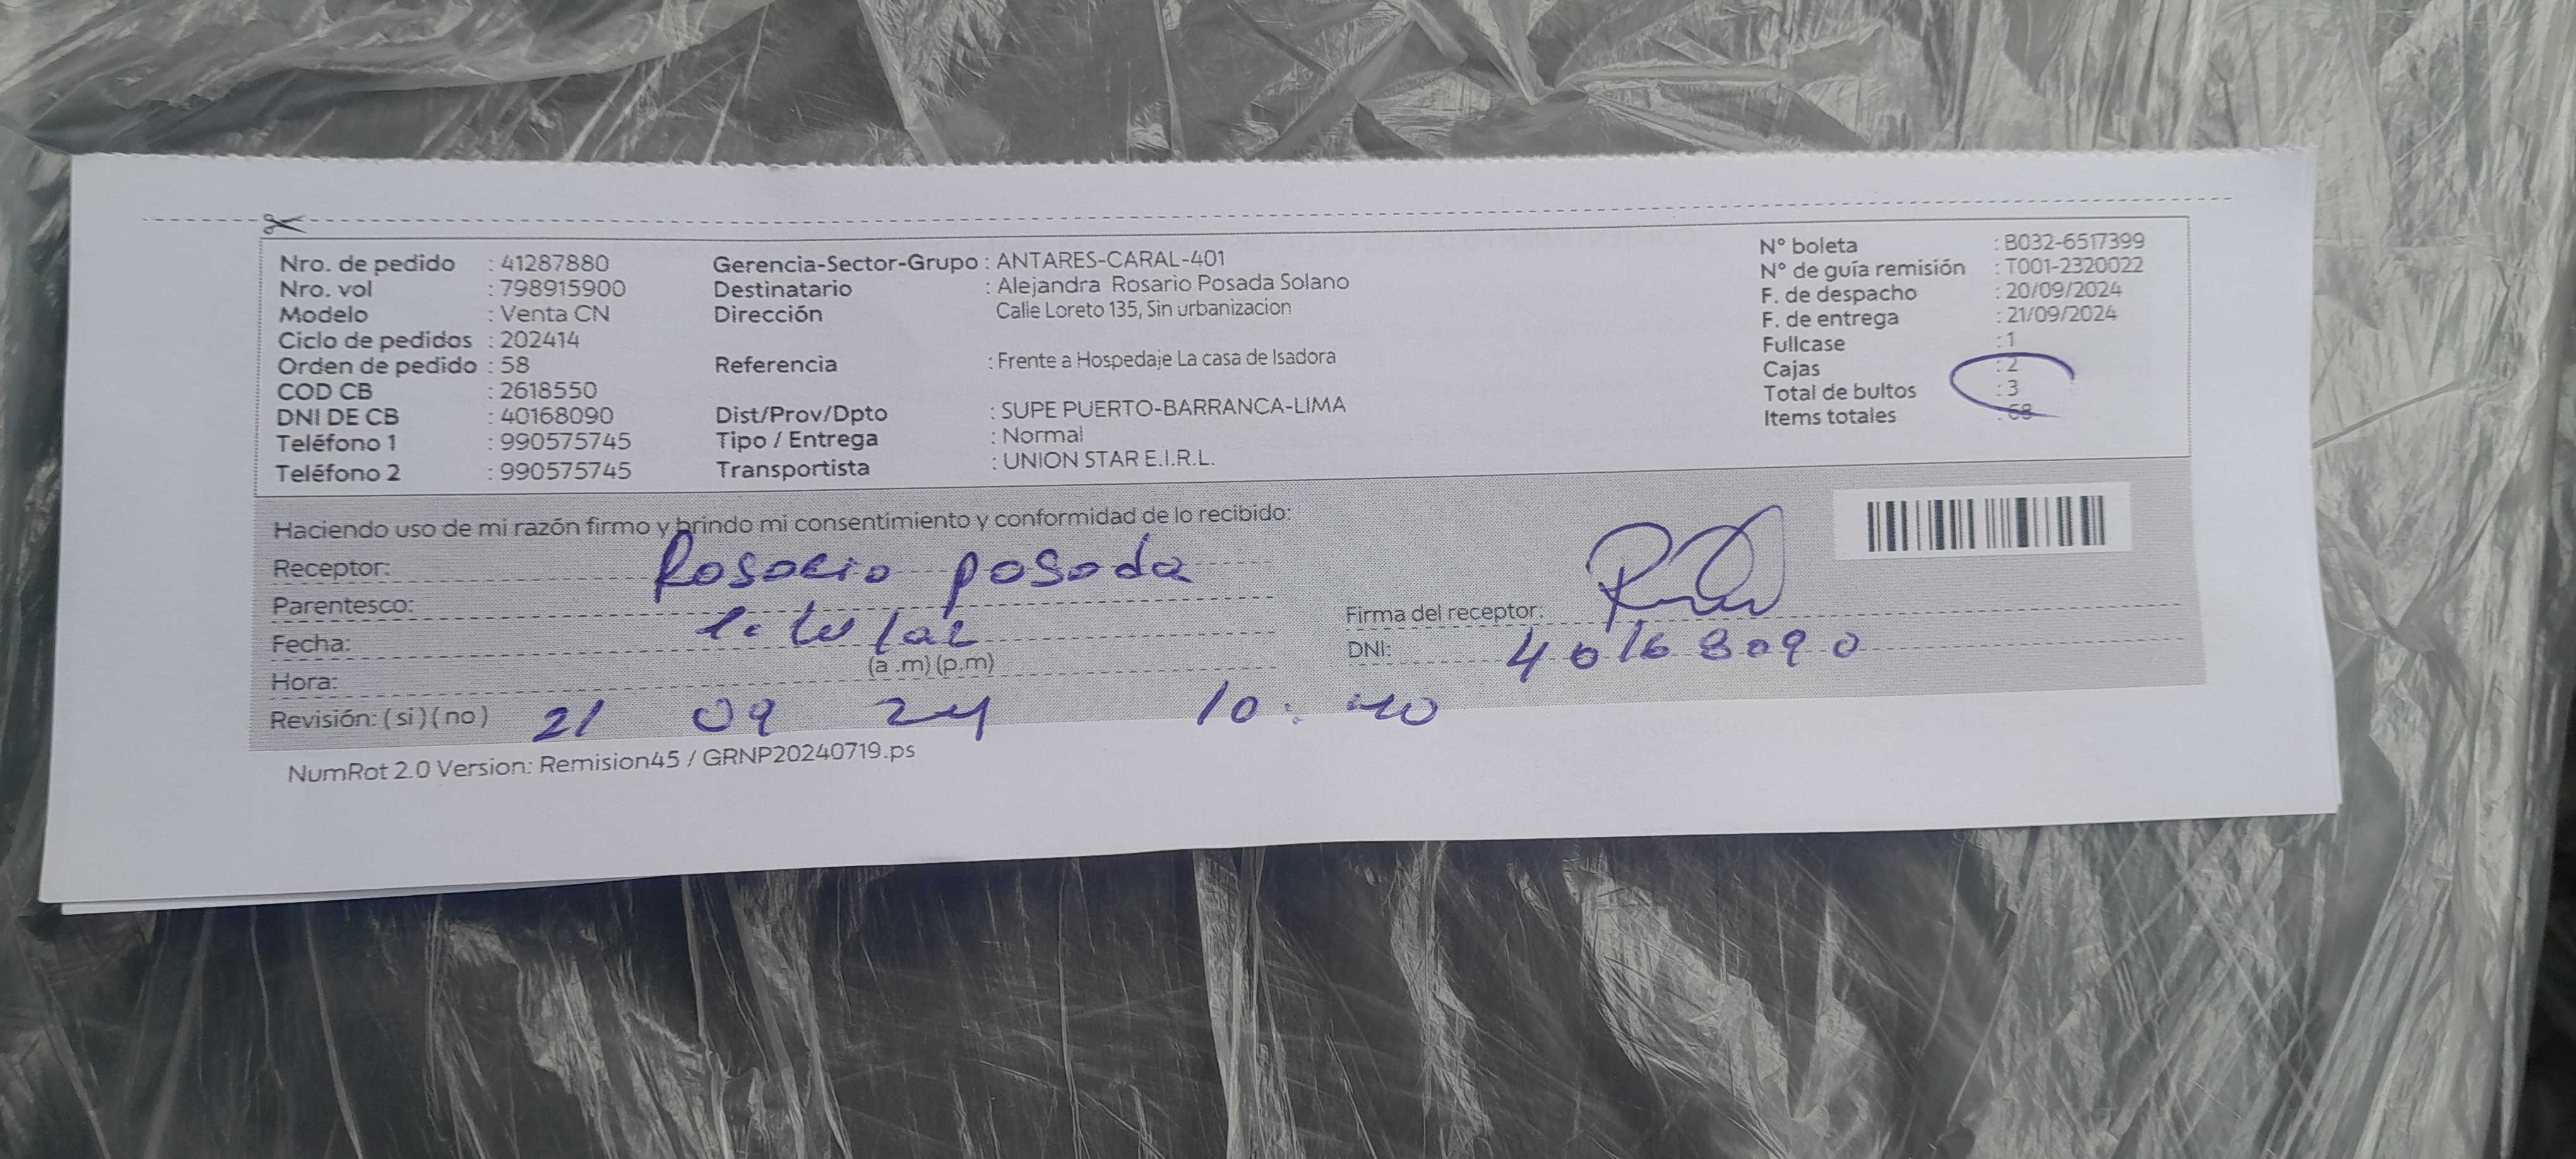 Nro. de pedido : 41287880
Nro. vol : 798915900
Modelo : Venta CN
Ciclo de pedidos : 202414
Orden de pedido : 58
COD CB : 2618550
DNI DE CB : 40168090
Teléfono 1 : 990575745
Teléfono 2 : 990575745
Gerencia-Sector-Grupo : ANTARES-CARAL-401
Destinatario : Alejandra Rosario Posada Solano
Dirección Calle Loreto 135, Sin urbanizacion
Referencia : Frente a Hospedaje La casa de Isadora
Dist/Prov/Dpto : SUPE PUERTO-BARRANCA-LIMA
Tipo / Entrega : Normal
Transportista : UNION STAR E.I.R.L.
N° boleta : B032-6517399
N° de guía remisión : T001-2320022
F. de despacho : 20/09/2024
F. de entrega : 21/09/2024
Fullcase : 1
Cajas : 2
Total de bultos : 3
Items totales : 68
Haciendo uso de mi razón firmo y brindo mi consentimiento y conformidad de lo recibido:
Receptor: Rosario posada
Parentesco:
Fecha: titular
(a .m) (p.m)
Hora:
Revisión: ( si ) ( no ) 21 09 24 10:40
Firma del receptor:
DNI: 40168090
NumRot 2.0 Version: Remision45 / GRNP20240719.ps